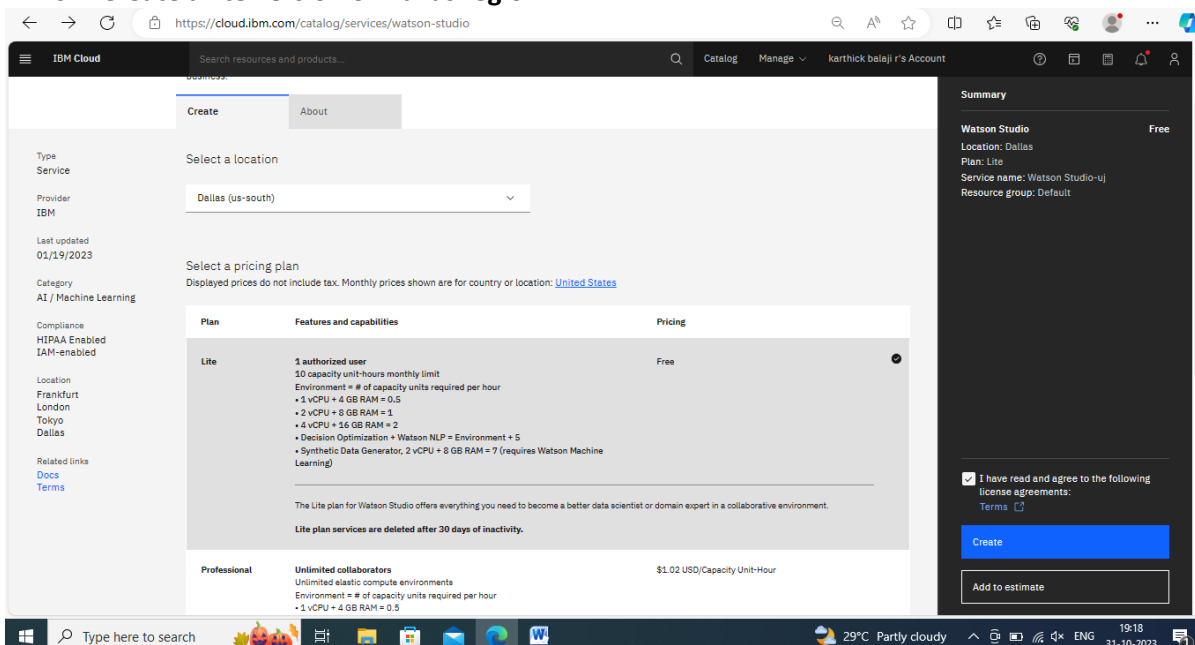 https://cloud.ibm.com/catalog/services/watson-studio
IBM Cloud
Search resources and products...
Catalog
Manage
karthick balaji r's Account
business.
Create
About
Type
Service
Provider
IBM
Last updated
01/19/2023
Category
AI / Machine Learning
Compliance
HIPAA Enabled
IAM-enabled
Location
Frankfurt
London
Tokyo
Dallas
Related links
Docs
Terms
Select a location
Dallas (us-south)
Select a pricing plan
Displayed prices do not include tax. Monthly prices shown are for country or location: United States
Plan Features and capabilities Pricing
Lite 1 authorized user Free
10 capacity unit-hours monthly limit
Environment = # of capacity units required per hour
• 1 vCPU + 4 GB RAM = 0.5
• 2 vCPU + 8 GB RAM = 1
• 4 vCPU + 16 GB RAM = 2
• Decision Optimization + Watson NLP = Environment + 5
• Synthetic Data Generator, 2 vCPU + 8 GB RAM = 7 (requires Watson Machine
Learning)
The Lite plan for Watson Studio offers everything you need to become a better data scientist or domain expert in a collaborative environment.
Lite plan services are deleted after 30 days of inactivity.
Professional Unlimited collaborators $1.02 USD/Capacity Unit-Hour
Unlimited elastic compute environments
Environment = # of capacity units required per hour
• 1 vCPU + 4 GB RAM = 0.5
Summary
Watson Studio Free
Location: Dallas
Plan: Lite
Service name: Watson Studio-uj
Resource group: Default
I have read and agree to the following
license agreements:
Terms
Create
Add to estimate
Type here to search
29°C Partly cloudy
ENG
19:18
31-10-2023